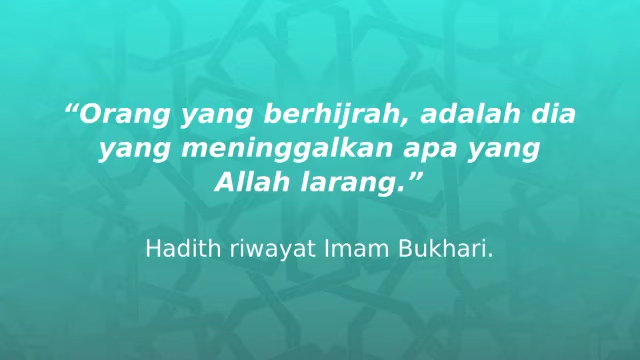 “Orang yang berhijrah, adalah dia
yang meninggalkan apa yang
Allah larang.”
Hadith riwayat Imam Bukhari.